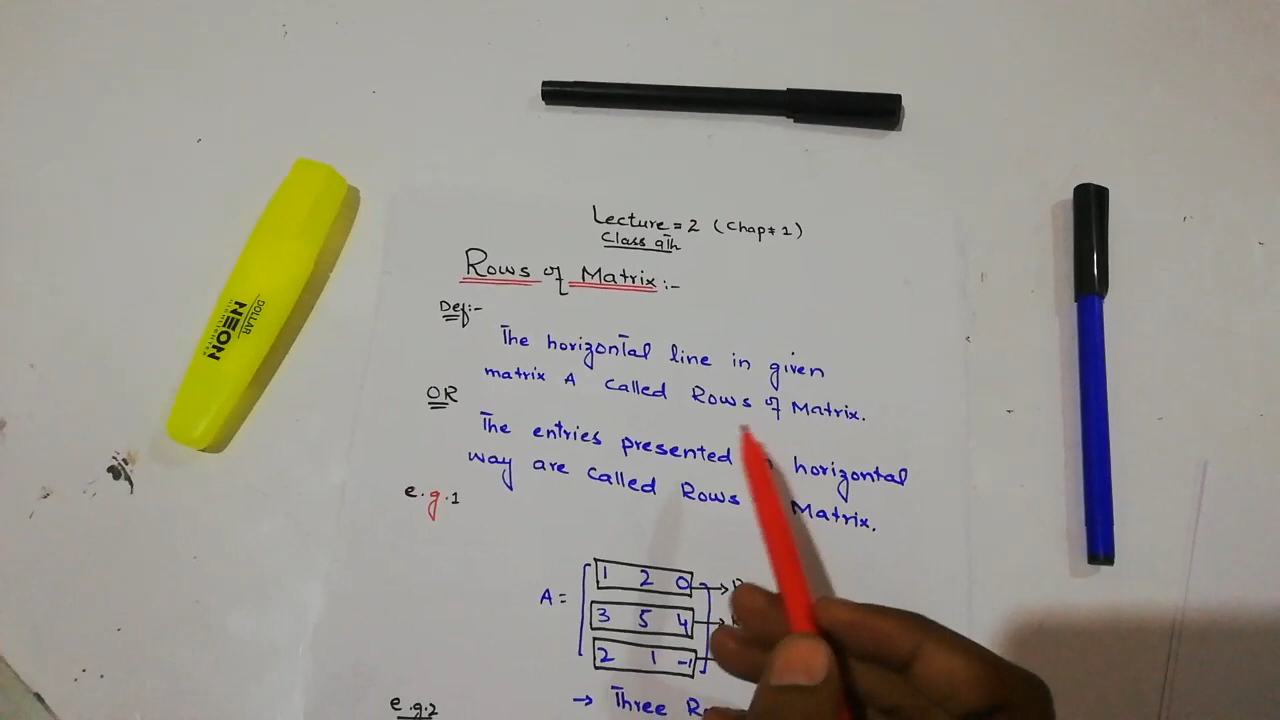 Lecture = 2 (Chap# 1)
Class 9th
Rows of Matrix :-
Def:-
The horizontal line in given
matrix A called Rows of Matrix.
OR
The entries presented horizontal
way are called Rows Matrix.
e.g.1
1 2 0
A = 3 5 4
2 1 -1
→ Three
e.g.2
DOLLAR
NEON
HIGHLIGHTER